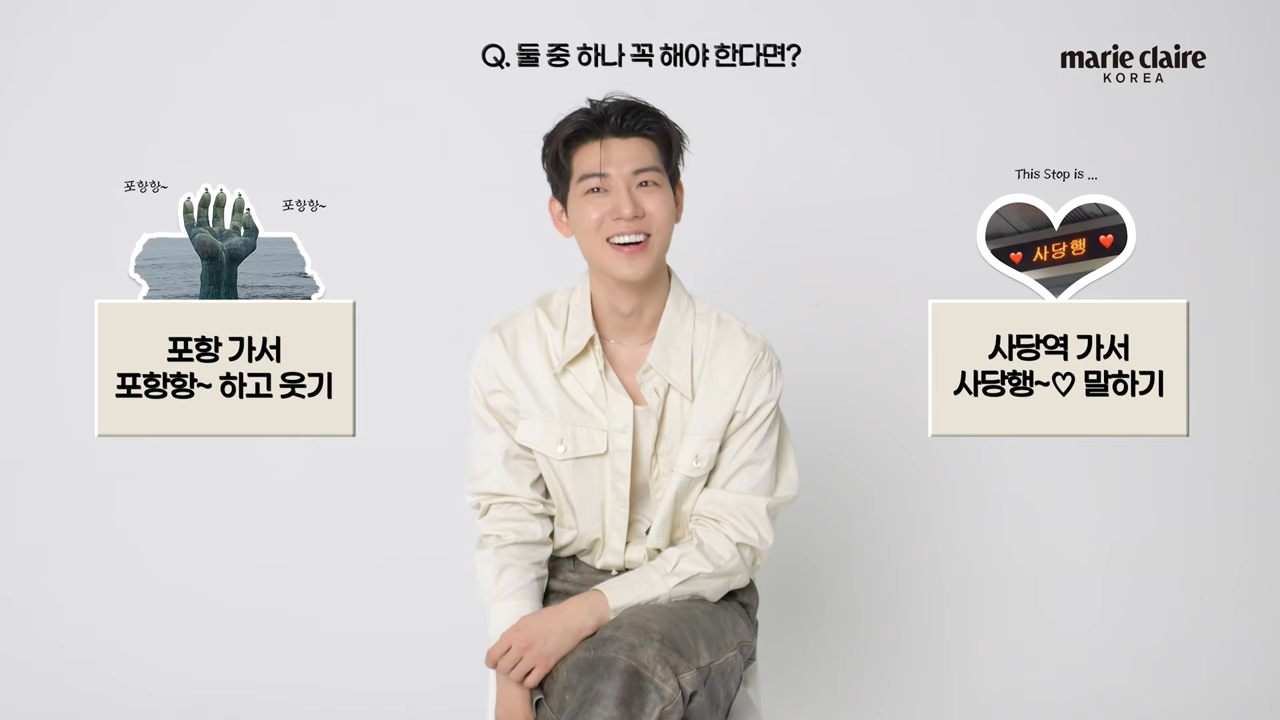 Q. 둘 중 하나 꼭 해야 한다면?
marie claire
KOREA
포항항~
포항항~
포항 가서
포항항~ 하고 웃기
This Stop is ...
♥ 사당행 ♥
사당역 가서
사당행~♡ 말하기